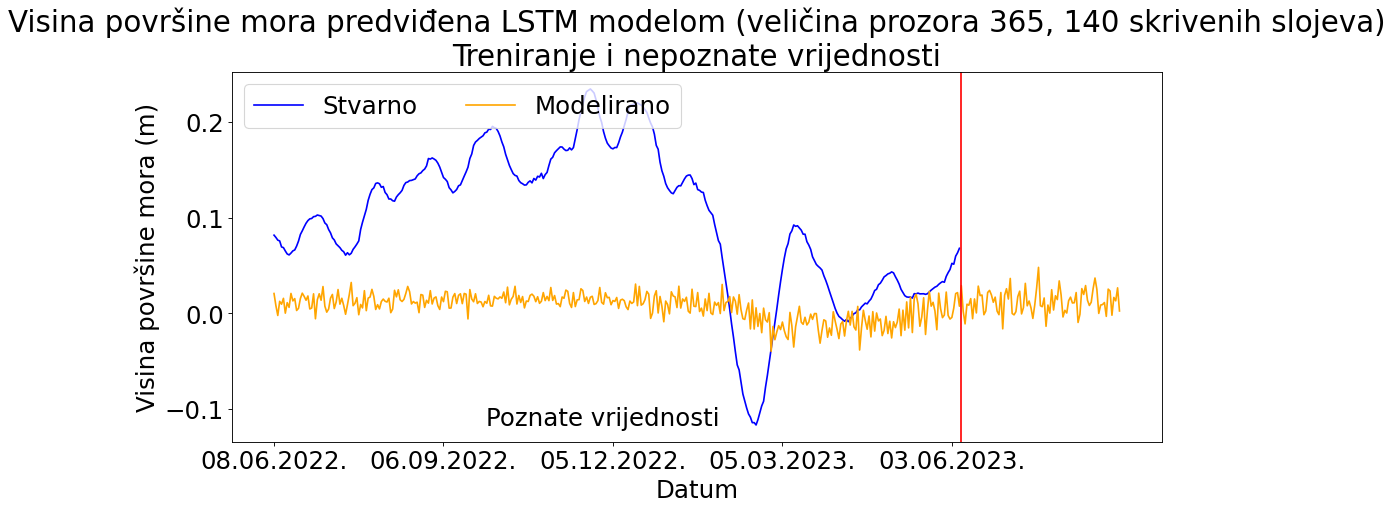 Visina površine mora predviđena LSTM modelom (veličina prozora 365, 140 skrivenih slojeva)
Treniranje i nepoznate vrijednosti
Stvarno
Modelirano
Visina površine mora (m)
0.2
0.1
0.0
−0.1
Poznate vrijednosti
08.06.2022.
06.09.2022.
05.12.2022.
05.03.2023.
03.06.2023.
Datum